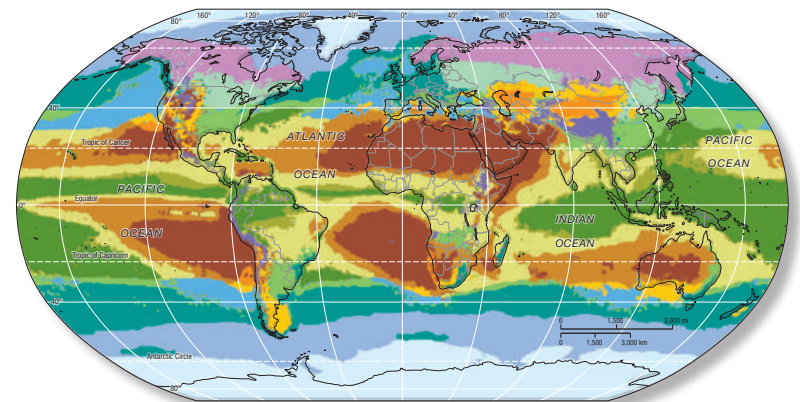 80° 160° 120° 80° 40° 0° 40° 80° 120° 160°
40°
ATLANTIC
OCEAN
Tropic of Cancer
PACIFIC
OCEAN
PACIFIC
OCEAN
Equator
0°
INDIAN
OCEAN
Tropic of Capricorn
40°
0 1,500 3,000 mi
0 1,500 3,000 km
Antarctic Circle
80°